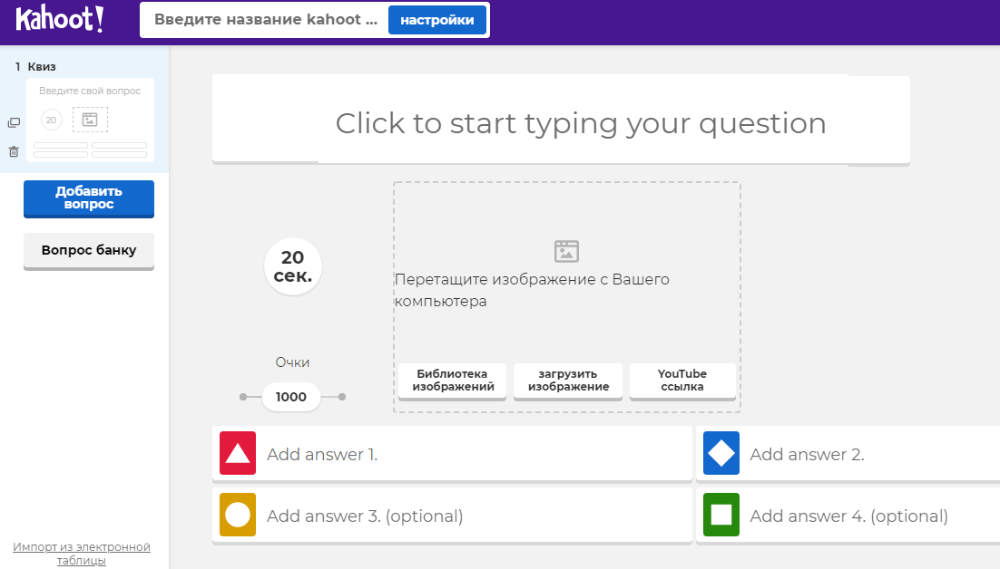 Kahoot!
Введите название kahoot ...
настройки
1 Квиз
Введите свой вопрос
20
Добавить
вопрос
Вопрос банку
Импорт из электронной
таблицы
Click to start typing your question
20
сек.
Очки
1000
Перетащите изображение с Вашего
компьютера
Библиотека
изображений
загрузить
изображение
YouTube
ссылка
Add answer 1.
Add answer 2.
Add answer 3. (optional)
Add answer 4. (optional)